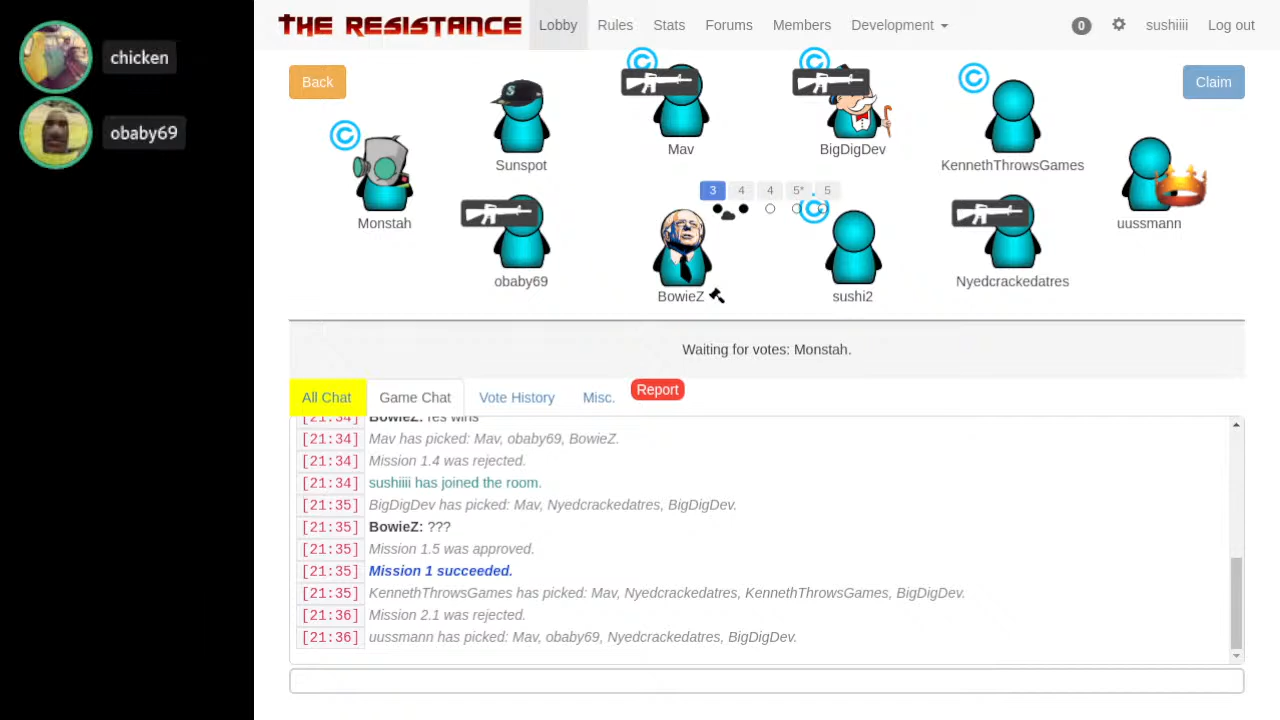 chicken
obaby69
THE RESISTANCE
Lobby
Rules
Stats
Forums
Members
Development
0
sushiiii
Log out
Back
Claim
Sunspot
Mav
BigDigDev
KennethThrowsGames
Monstah
uussmann
3 4 4 5* 5
obaby69
BowieZ
sushi2
Nyedcrackedatres
Waiting for votes: Monstah.
All Chat
Game Chat
Vote History
Misc.
Report
[21:34] BowieZ: res wins
[21:34] Mav has picked: Mav, obaby69, BowieZ.
[21:34] Mission 1.4 was rejected.
[21:34] sushiiii has joined the room.
[21:35] BigDigDev has picked: Mav, Nyedcrackedatres, BigDigDev.
[21:35] BowieZ: ???
[21:35] Mission 1.5 was approved.
[21:35] Mission 1 succeeded.
[21:35] KennethThrowsGames has picked: Mav, Nyedcrackedatres, KennethThrowsGames, BigDigDev.
[21:36] Mission 2.1 was rejected.
[21:36] uussmann has picked: Mav, obaby69, Nyedcrackedatres, BigDigDev.